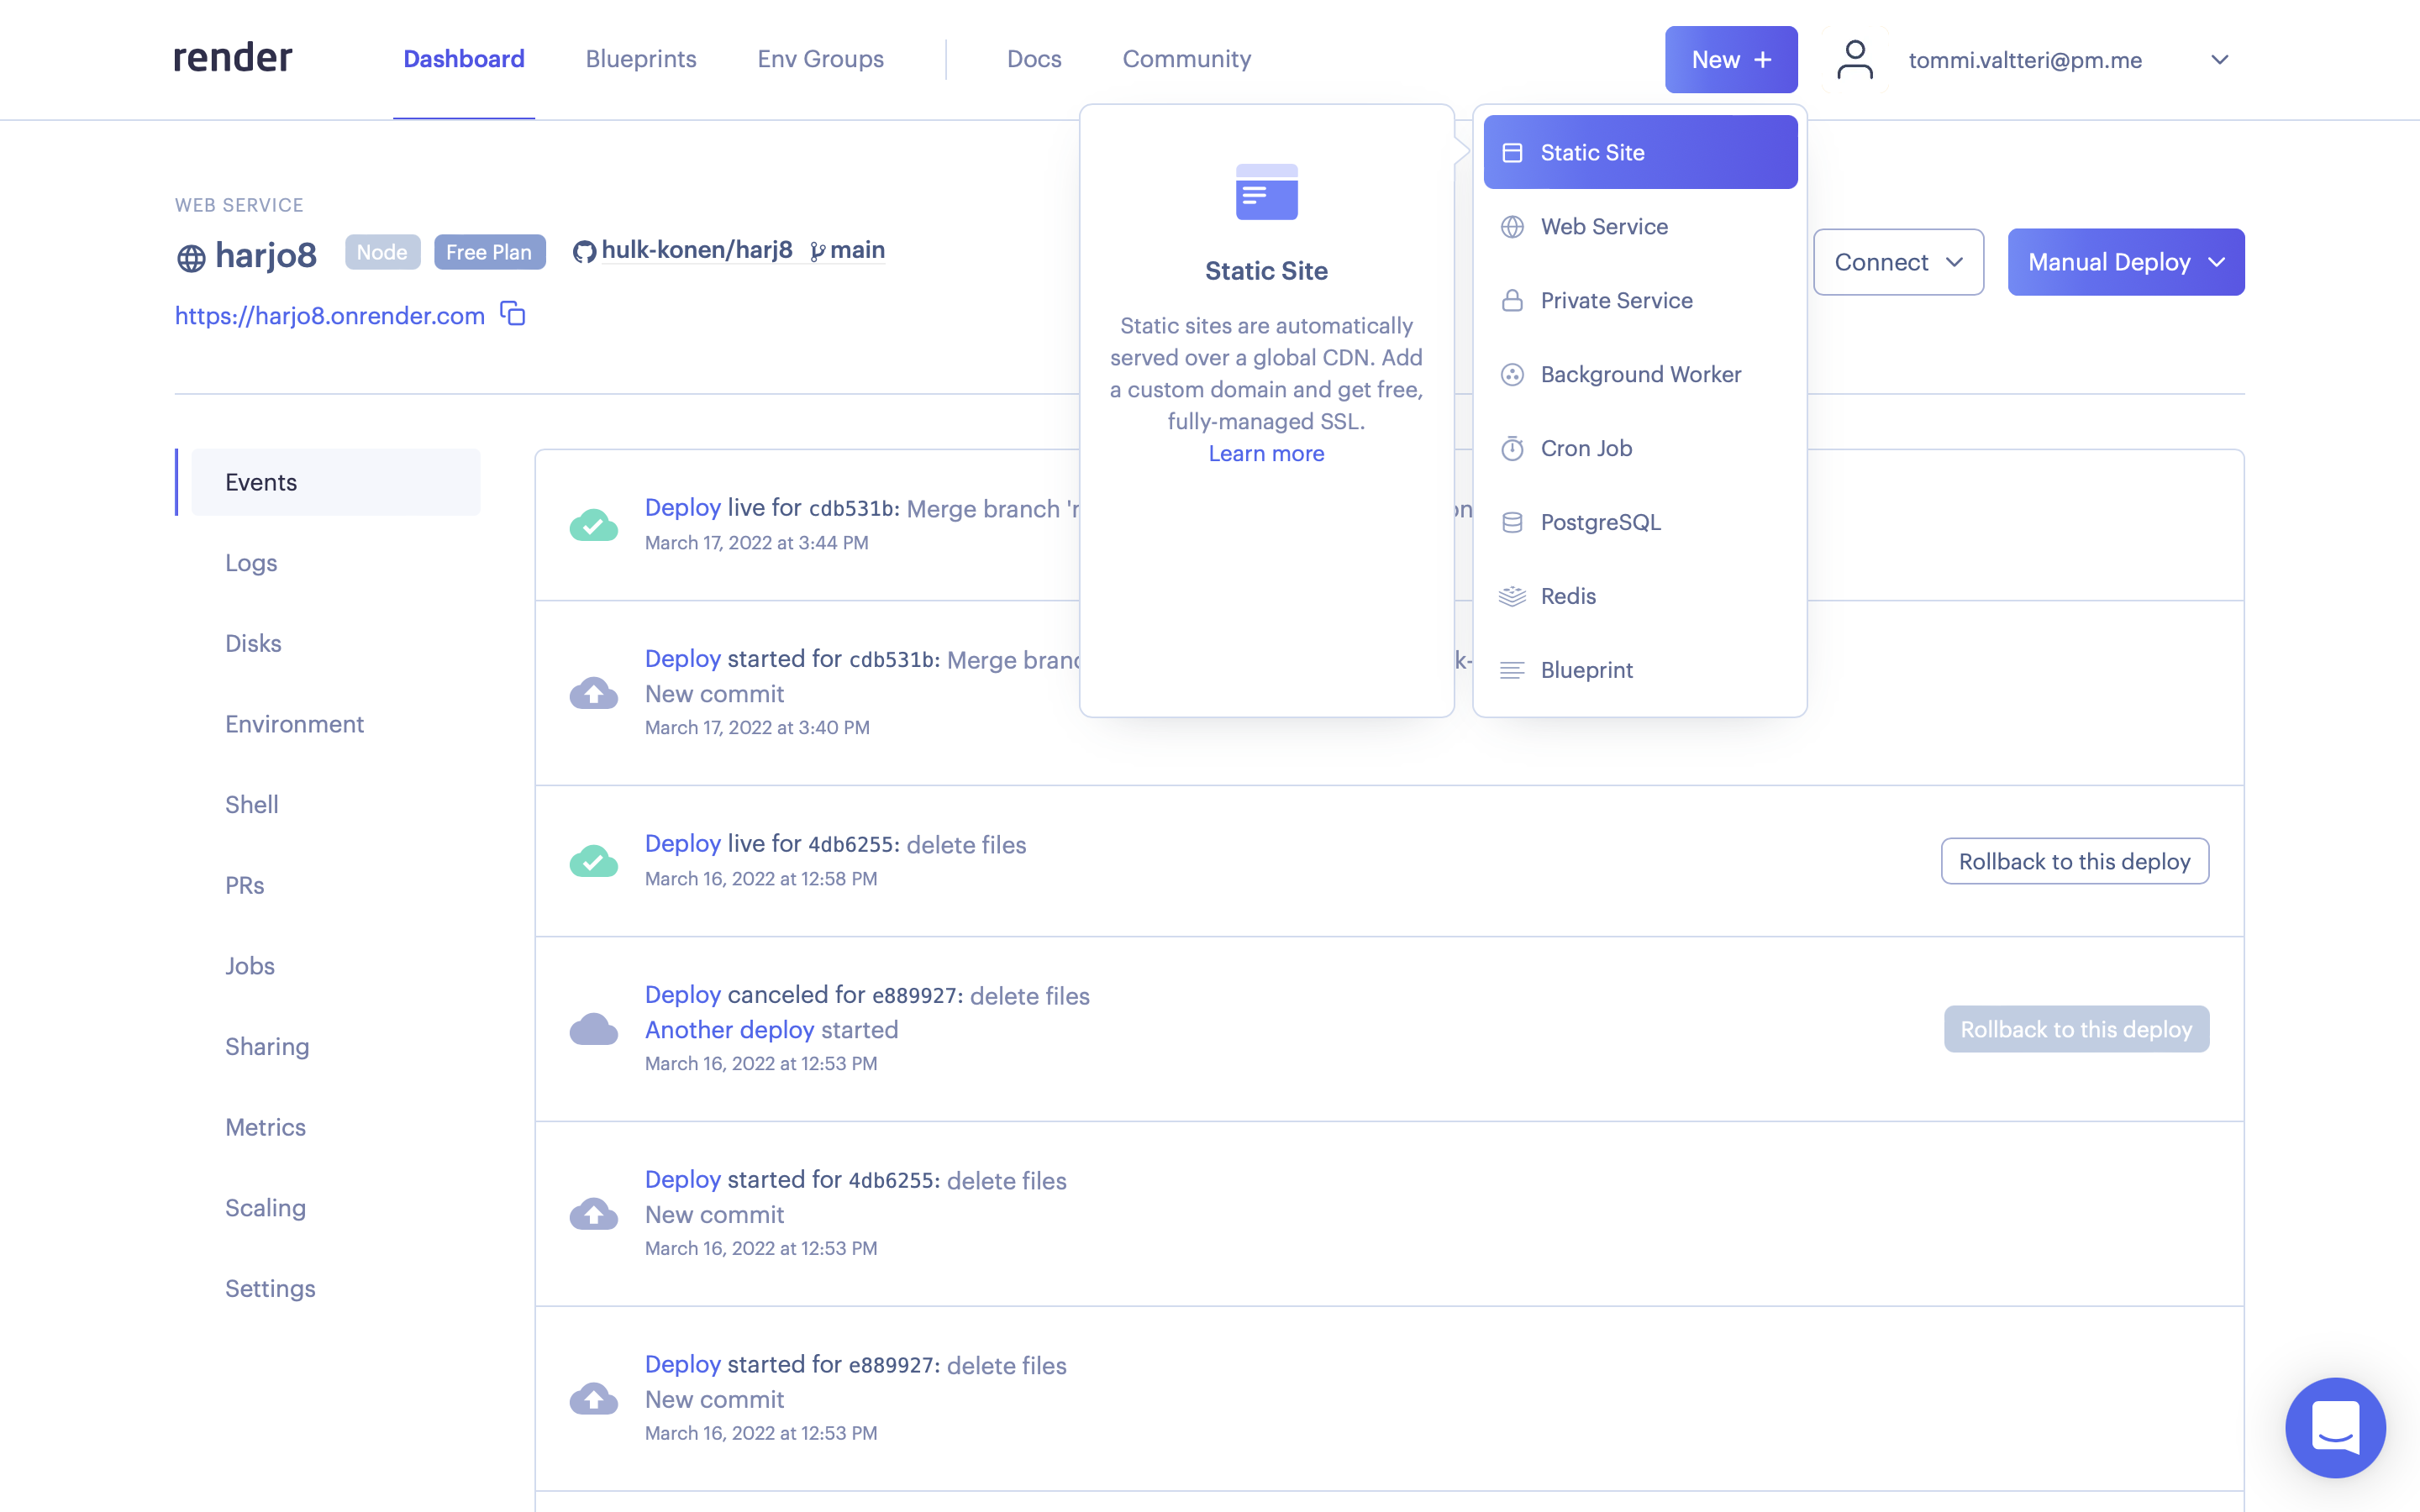 render
Dashboard
Blueprints
Env Groups
Docs
Community
New +
tommi.valtteri@pm.me
WEB SERVICE
harjo8
Node
Free Plan
hulk-konen/harj8
main
https://harjo8.onrender.com
Connect
Manual Deploy
Static Site
Static sites are automatically
served over a global CDN. Add
a custom domain and get free,
fully-managed SSL.
Learn more
Static Site
Web Service
Private Service
Background Worker
Cron Job
PostgreSQL
Redis
Blueprint
Events
Logs
Disks
Environment
Shell
PRs
Jobs
Sharing
Metrics
Scaling
Settings
Deploy live for cdb531b: Merge branch
March 17, 2022 at 3:44 PM
Deploy started for cdb531b: Merge
New commit
March 17, 2022 at 3:40 PM
Deploy live for 4db6255: delete files
March 16, 2022 at 12:58 PM
Rollback to this deploy
Deploy canceled for e889927: delete files
Another deploy started
March 16, 2022 at 12:53 PM
Rollback to this deploy
Deploy started for 4db6255: delete files
New commit
March 16, 2022 at 12:53 PM
Deploy started for e889927: delete files
New commit
March 16, 2022 at 12:53 PM